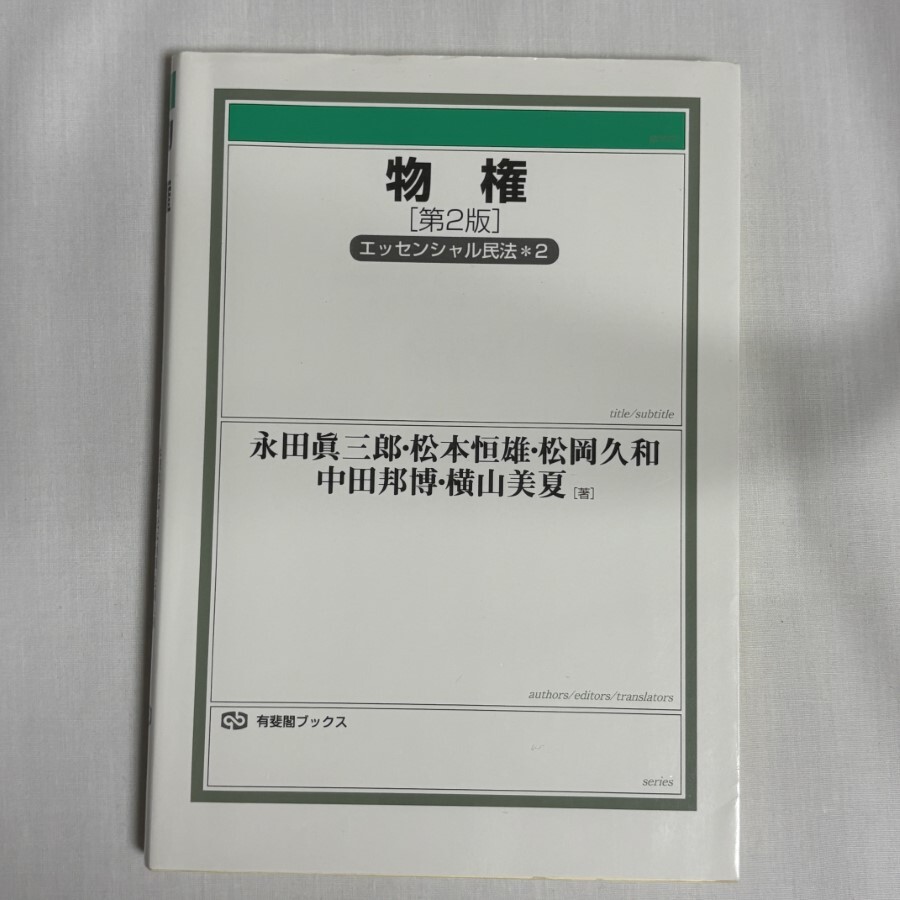 物 権
[第2版]
エッセンシャル民法＊2
title/subtitle
永田眞三郎・松本恒雄・松岡久和
中田邦博・横山美夏[著]
authors/editors/translators
有斐閣ブックス
series